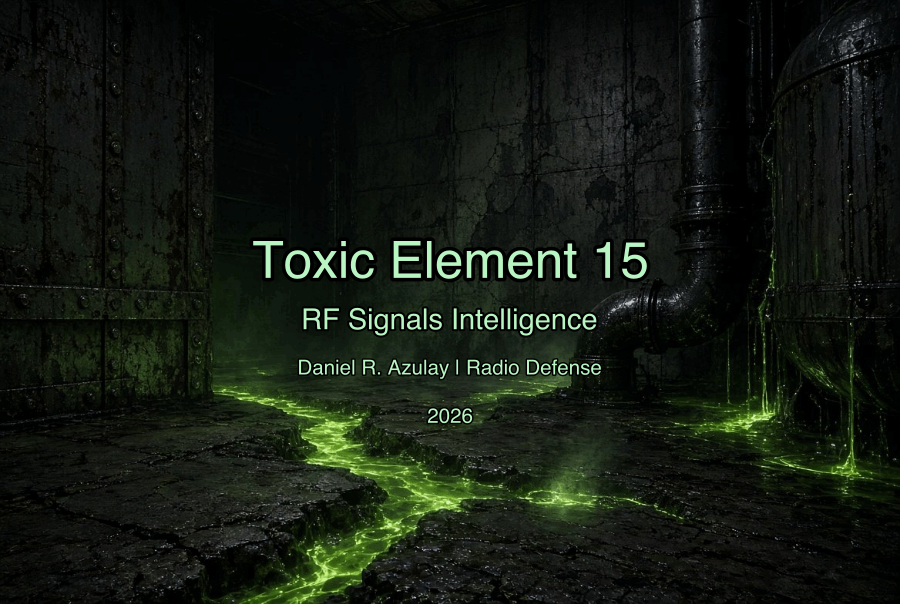 Toxic Element 15
RF Signals Intelligence
Daniel R. Azulay | Radio Defense
2026